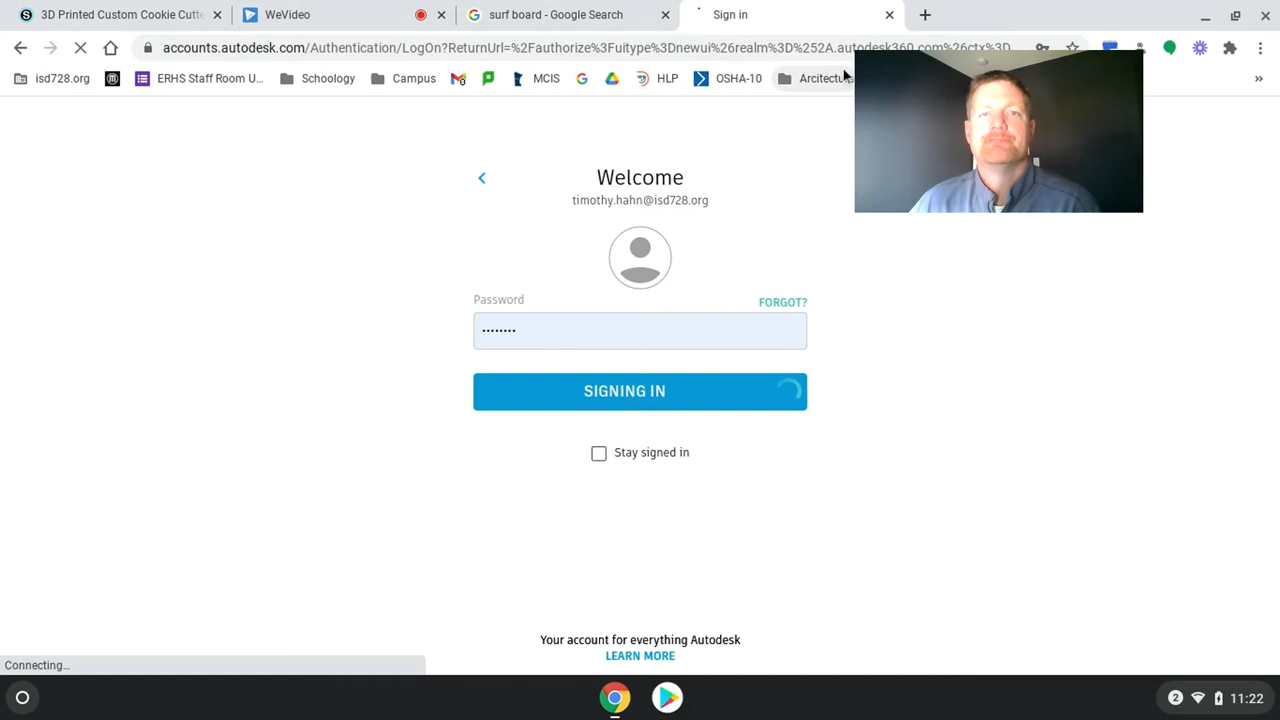 3D Printed Custom Cookie Cutte
WeVideo
surf board - Google Search
Sign in
accounts.autodesk.com/Authentication/LogOn?ReturnUrl=%2Fauthorize%3Fuitype%3Dnewui%26realm%3D%252A.autodesk360.com%26ctx%3D
isd728.org
ERHS Staff Room U...
Schoology
Campus
MCIS
HLP
OSHA-10
Arcitectu
»
Welcome
timothy.hahn@isd728.org
Password
FORGOT?
••••••••
SIGNING IN
Stay signed in
Your account for everything Autodesk
LEARN MORE
Connecting...
2
11:22